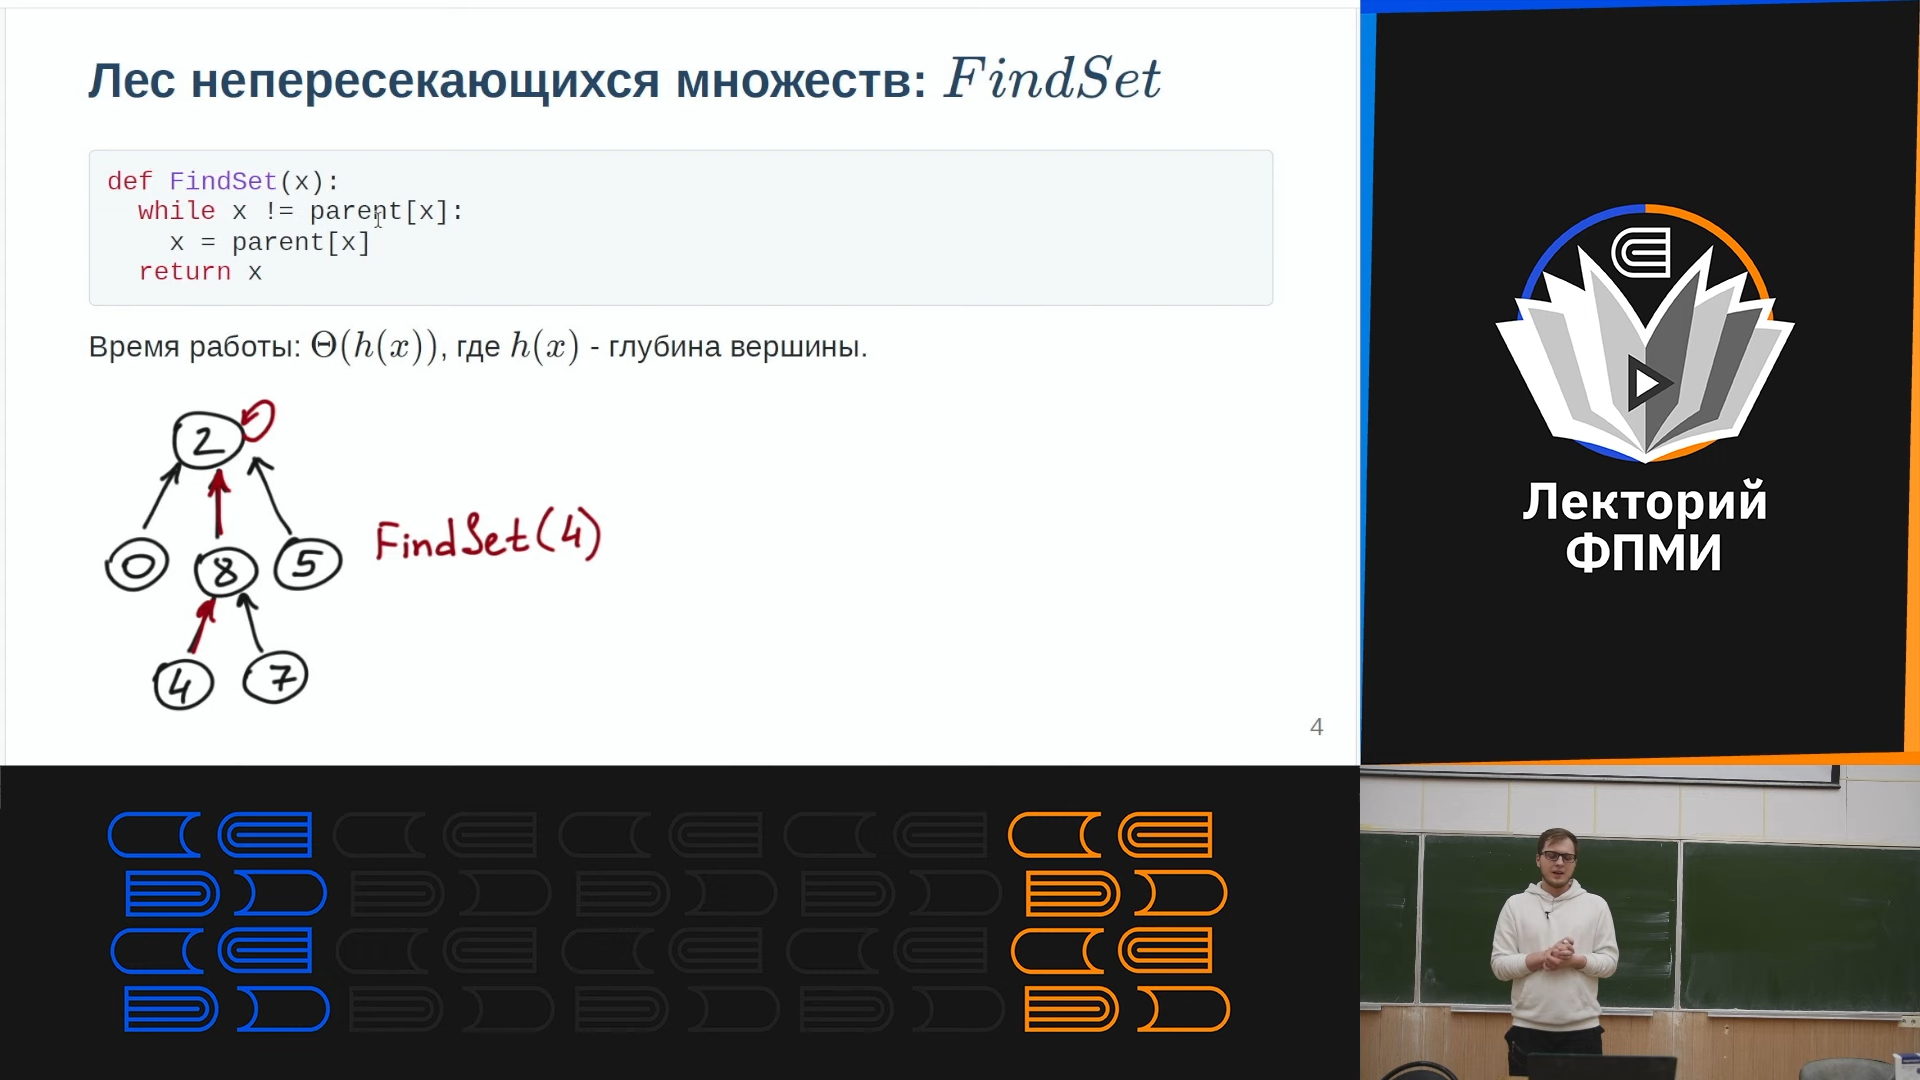 Лес непересекающихся множеств: FindSet
def FindSet(x):
while x != parent[x]:
x = parent[x]
return x
Время работы: Θ(h(x)), где h(x) - глубина вершины.
2
0
8
5
FindSet(4)
4
7
4
Лекторий
ФПМИ